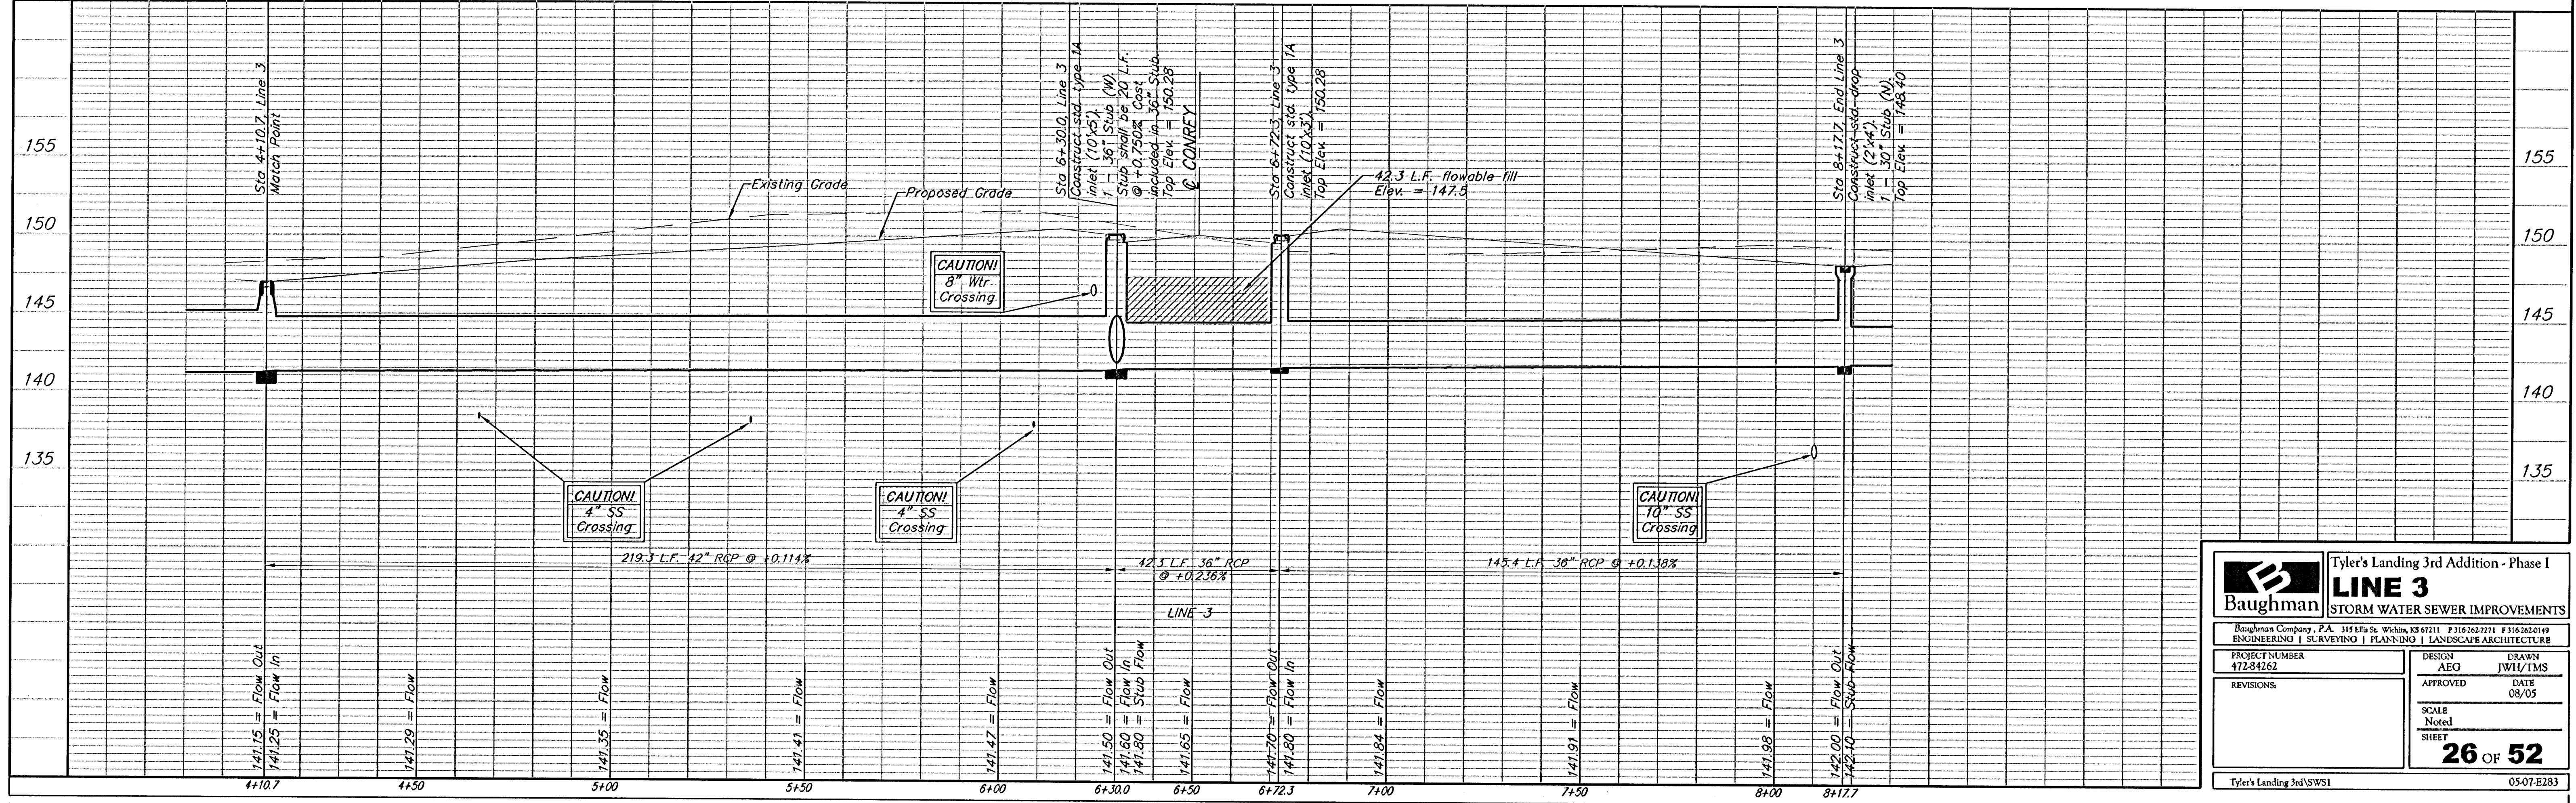 Sta 4+10.7, Line 3
Match Point
Sta 6+30.0, Line 3
Construct std. type 1A
inlet (10'x5').
1 - 36" Stub (W).
Stub shall be 20 L.F.
@ +0.750% Cost
included in 36" Stub.
Top Elev. = 150.28
℄ CONREY
Sta 6+72.3, Line 3
Construct std. type 1A
inlet (10'x3').
Top Elev. = 150.28
Sta 8+17.7, End Line 3
Construct std. drop
inlet (2'x4').
1 - 30" Stub (N).
Top Elev. = 148.40
155
150
145
140
135
155
150
145
140
135
Existing Grade
Proposed Grade
42.3 L.F. flowable fill
Elev. = 147.5
CAUTION!
8" Wtr
Crossing
CAUTION!
4" SS
Crossing
CAUTION!
4" SS
Crossing
CAUTION!
10" SS
Crossing
219.3 L.F. 42" RCP @ +0.114%
42.3 L.F. 36" RCP
@ +0.236%
145.4 L.F. 36" RCP @ +0.138%
LINE 3
141.15 = Flow Out
141.25 = Flow In
141.29 = Flow
141.35 = Flow
141.41 = Flow
141.47 = Flow
141.50 = Flow Out
141.60 = Flow In
141.80 = Stub Flow
141.65 = Flow
141.70 = Flow Out
141.80 = Flow In
141.84 = Flow
141.91 = Flow
141.98 = Flow
142.00 = Flow Out
142.10 = Stub Flow
4+10.7
4+50
5+00
5+50
6+00
6+30.0
6+50
6+72.3
7+00
7+50
8+00
8+17.7
Baughman
Tyler's Landing 3rd Addition - Phase I
LINE 3
STORM WATER SEWER IMPROVEMENTS
Baughman Company, P.A. 315 Ellis St. Wichita, KS 67211 P 316-262-7271 F 316-262-0149
ENGINEERING | SURVEYING | PLANNING | LANDSCAPE ARCHITECTURE
PROJECT NUMBER
472-84262
REVISIONS:
DESIGN
AEG
DRAWN
JWH/TMS
APPROVED
DATE
08/05
SCALE
Noted
SHEET
26 OF 52
Tyler's Landing 3rd\SWS1
05-07-E283